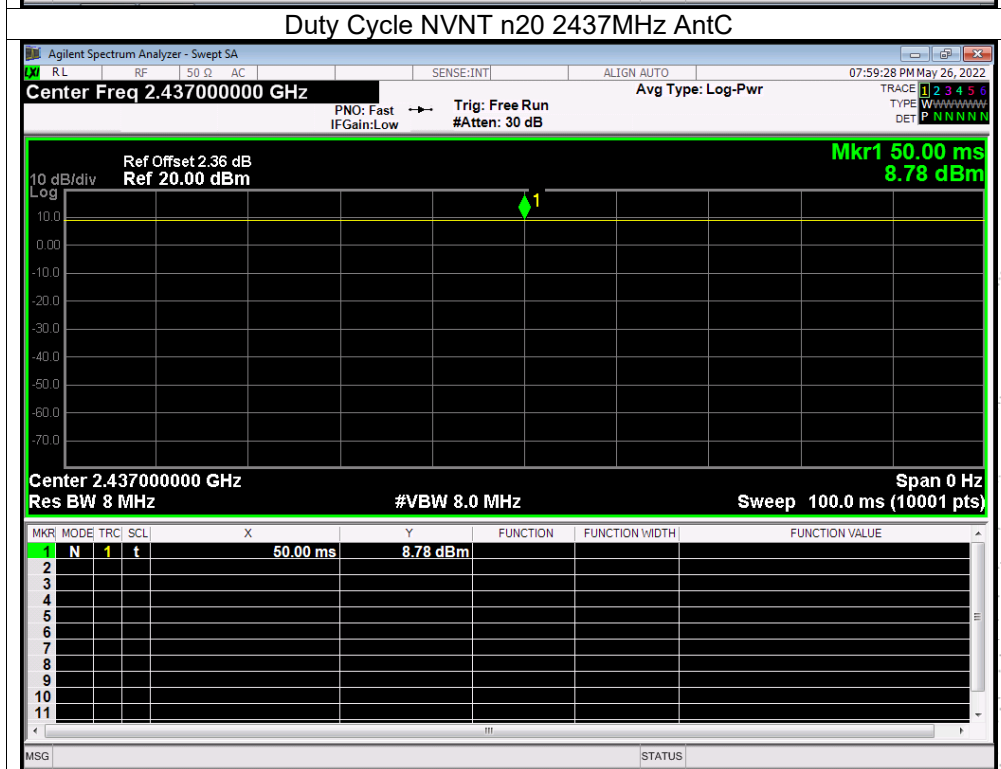 Duty Cycle NVNT n20 2437MHz AntC
Agilent Spectrum Analyzer - Swept SA
LXI RL RF 50 Ω AC SENSE:INT ALIGN AUTO 07:59:28 PM May 26, 2022
Center Freq 2.437000000 GHz Avg Type: Log-Pwr TRACE 1 2 3 4 5 6
PNO: Fast Trig: Free Run TYPE WWWWWW
IFGain:Low #Atten: 30 dB DET P N N N N N
Ref Offset 2.36 dB Mkr1 50.00 ms
10 dB/div Ref 20.00 dBm 8.78 dBm
Log
1
10.0
0.00
-10.0
-20.0
-30.0
-40.0
-50.0
-60.0
-70.0
Center 2.437000000 GHz Span 0 Hz
Res BW 8 MHz #VBW 8.0 MHz Sweep 100.0 ms (10001 pts)
MKR MODE TRC SCL X Y FUNCTION FUNCTION WIDTH FUNCTION VALUE
1 N 1 t 50.00 ms 8.78 dBm
2
3
4
5
6
7
8
9
10
11
MSG STATUS